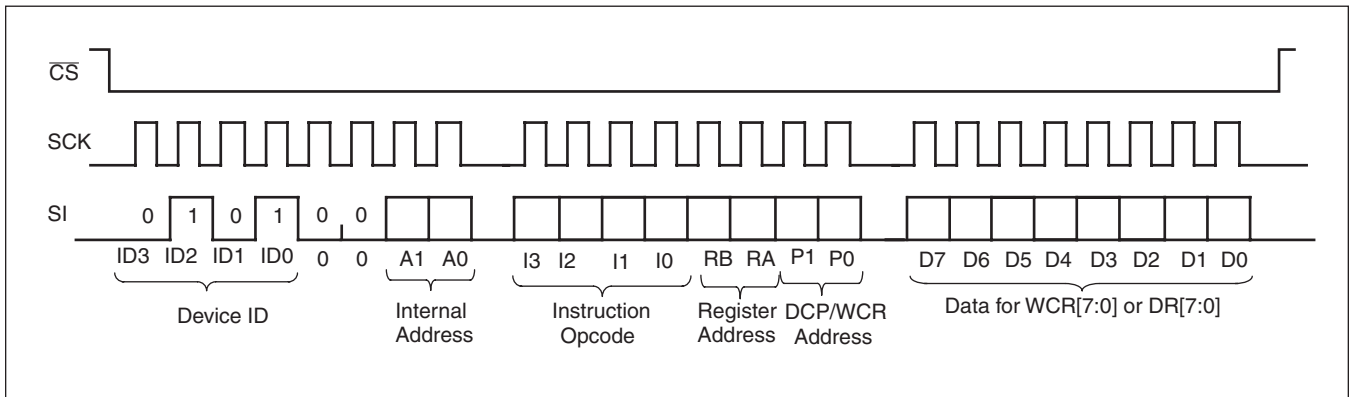 CS
SCK
SI
0 1 0 1 0 0
ID3 ID2 ID1 ID0 0 0 A1 A0 I3 I2 I1 I0 RB RA P1 P0 D7 D6 D5 D4 D3 D2 D1 D0
Device ID
Internal
Address
Instruction
Opcode
Register
Address
DCP/WCR
Address
Data for WCR[7:0] or DR[7:0]